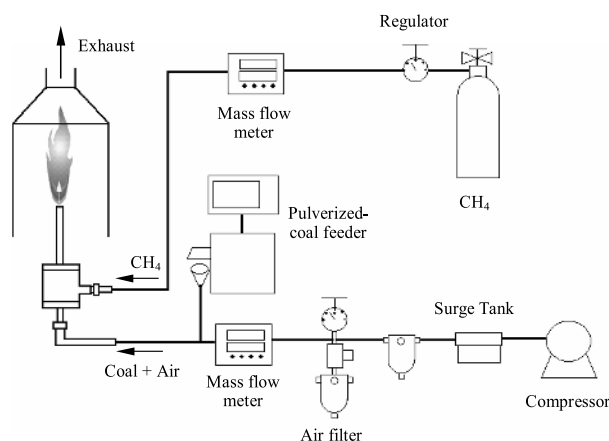 Exhaust
Regulator
Mass flow
meter
CH₄
Pulverized-
coal feeder
CH₄
Surge Tank
Coal + Air
Mass flow
meter
Air filter
Compressor